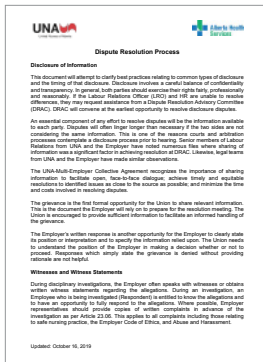 UNA
Alberta Health
Services
Dispute Resolution Process
Disclosure of Information
This document will attempt to clarify best practices relating to common types of disclosure
and the timing of that disclosure. Disclosure involves a careful balance of confidentiality
and transparency. In general, both parties should exercise their rights fairly, professionally
and reasonably. If the Labour Relations Officer (LRO) and HR are unable to resolve
differences, they may request assistance from a Dispute Resolution Advisory Committee
(DRAC). DRAC will convene at the earliest opportunity to resolve disclosure disputes.
An essential component of any effort to resolve disputes will be the information available
to each party. Disputes will often linger longer than necessary if the two sides are not
considering the same information. This is one of the reasons courts and arbitration
processes contemplate a disclosure process prior to hearing. Senior members of Labour
Relations from UNA and the Employer have noted numerous files where sharing of
information was a significant factor in achieving resolution at DRAC. Likewise, legal teams
from UNA and the Employer have made similar observations.
The UNA-Multi-Employer Collective Agreement recognizes the importance of sharing
information to facilitate open, face-to-face dialogue; achieve timely and equitable
resolutions to identified issues as close to the source as possible; and minimize the time
and costs involved in resolving disputes.
The grievance is the first formal opportunity for the Union to share relevant information.
This is the document the Employer will rely on to prepare for the resolution meeting. The
Union is encouraged to provide sufficient information to facilitate an informed handling of
the grievance.
The Employer's written response is another opportunity for the Employer to clearly state
its position or interpretation and to specify the information relied upon. The Union needs
to understand the position of the Employer in making a decision whether or not to
proceed. Responses which simply state the grievance is denied without providing
rationale are not helpful.
Witnesses and Witness Statements
During disciplinary investigations, the Employer often speaks with witnesses or obtains
written witness statements regarding the allegations. During an investigation, an
Employee who is being investigated (Respondent) is entitled to know the allegations and
to have an opportunity to fully respond to the allegations. Where possible, Employer
representatives should provide copies of written complaints in advance of the
investigation as per Article 23.06. This applies to all complaints including those relating
to safe nursing practice, the Employer Code of Ethics, and Abuse and Harassment.
Updated: October 16, 2019